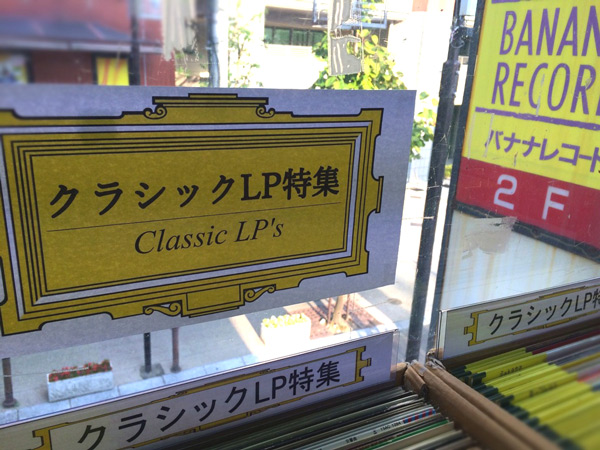 クラシックLP特集
Classic LP's
BANAN
RECOR
バナナレコード
2F
クラシックLP特集
クラシックLP特